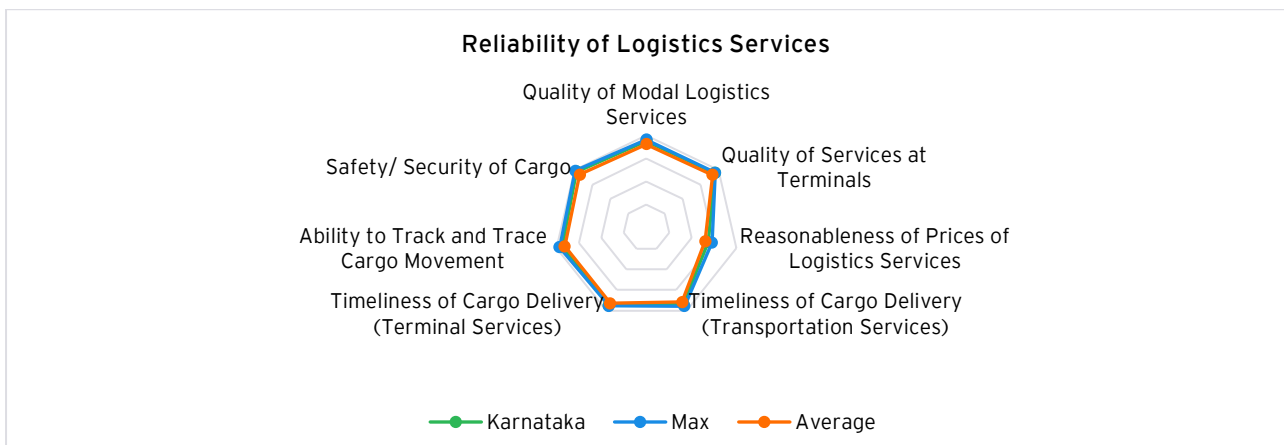 Reliability of Logistics Services
Quality of Modal Logistics
Services
Quality of Services at
Terminals
Reasonableness of Prices of
Logistics Services
Timeliness of Cargo Delivery
(Transportation Services)
Timeliness of Cargo Delivery
(Terminal Services)
Ability to Track and Trace
Cargo Movement
Safety/ Security of Cargo
Karnataka
Max
Average